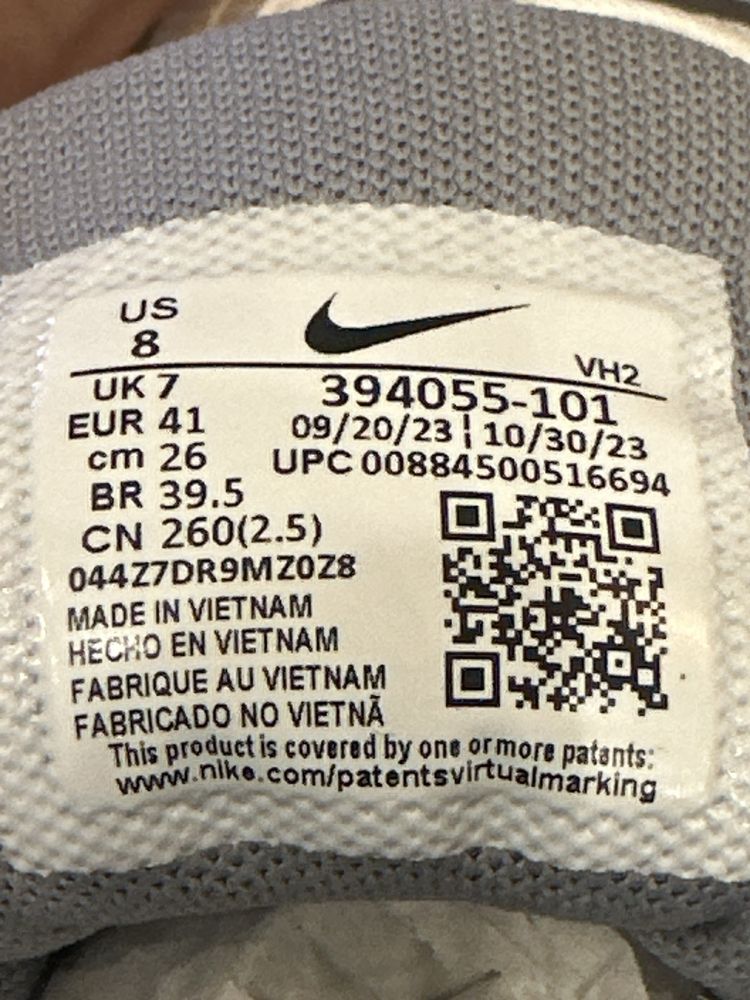 US
8
VH2
UK 7
394055-101
EUR 41
09/20/23 ¦ 10/30/23
cm 26
UPC 00884500516694
BR 39.5
CN 260(2.5)
044Z7DR9MZ0Z8
MADE IN VIETNAM
HECHO EN VIETNAM
FABRIQUE AU VIETNAM
FABRICADO NO VIETNÃ
This product is covered by one or more patents:
www.nike.com/patentsvirtualmarking